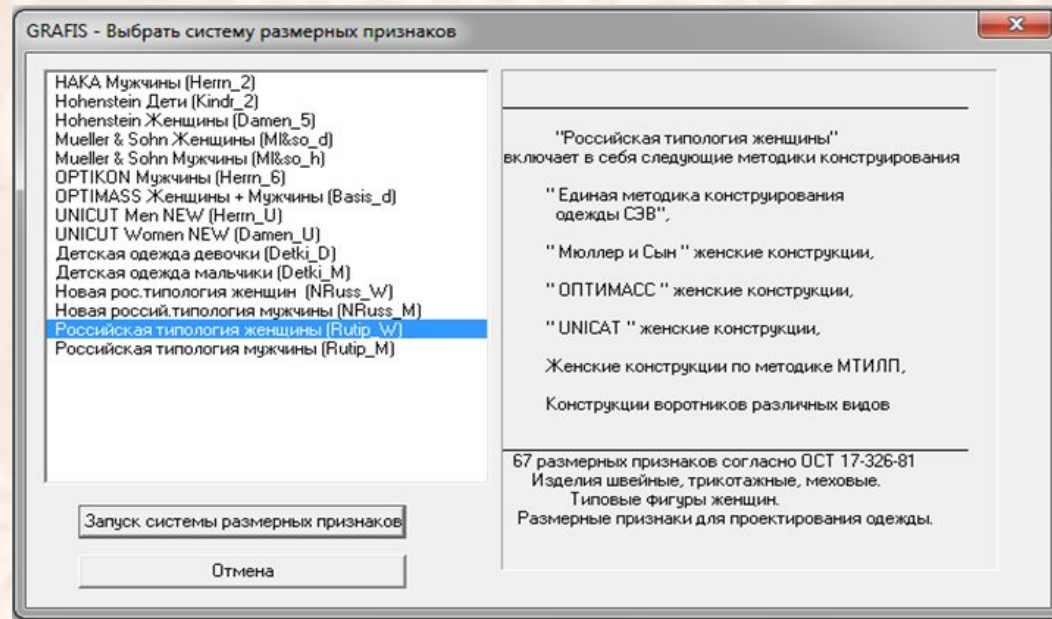 GRAFIS - Выбрать систему размерных признаков
HAKA Мужчины (Herrn_2)
Hohenstein Дети (Kindr_2)
Hohenstein Женщины (Damen_5)
Mueller & Sohn Женщины (Ml&so_d)
Mueller & Sohn Мужчины (Ml&so_h)
OPTIKON Мужчины (Herrn_6)
OPTIMASS Женщины + Мужчины (Basis_d)
UNICUT Men NEW (Herrn_U)
UNICUT Women NEW (Damen_U)
Детская одежда девочки (Detki_D)
Детская одежда мальчики (Detki_M)
Новая рос.типология женщин (NRuss_W)
Новая россий.типология мужчины (NRuss_M)
Российская типология женщины (Rutip_W)
Российская типология мужчины (Rutip_M)
Запуск системы размерных признаков
Отмена
"Российская типология женщины"
включает в себя следующие методики конструирования
" Единая методика конструирования
одежды СЭВ",
" Мюллер и Сын " женские конструкции,
" ОПТИМАСС " женские конструкции,
" UNICAT " женские конструкции,
Женские конструкции по методике МТИЛП,
Конструкции воротников различных видов
67 размерных признаков согласно ОСТ 17-326-81
Изделия швейные, трикотажные, меховые.
Типовые фигуры женщин.
Размерные признаки для проектирования одежды.